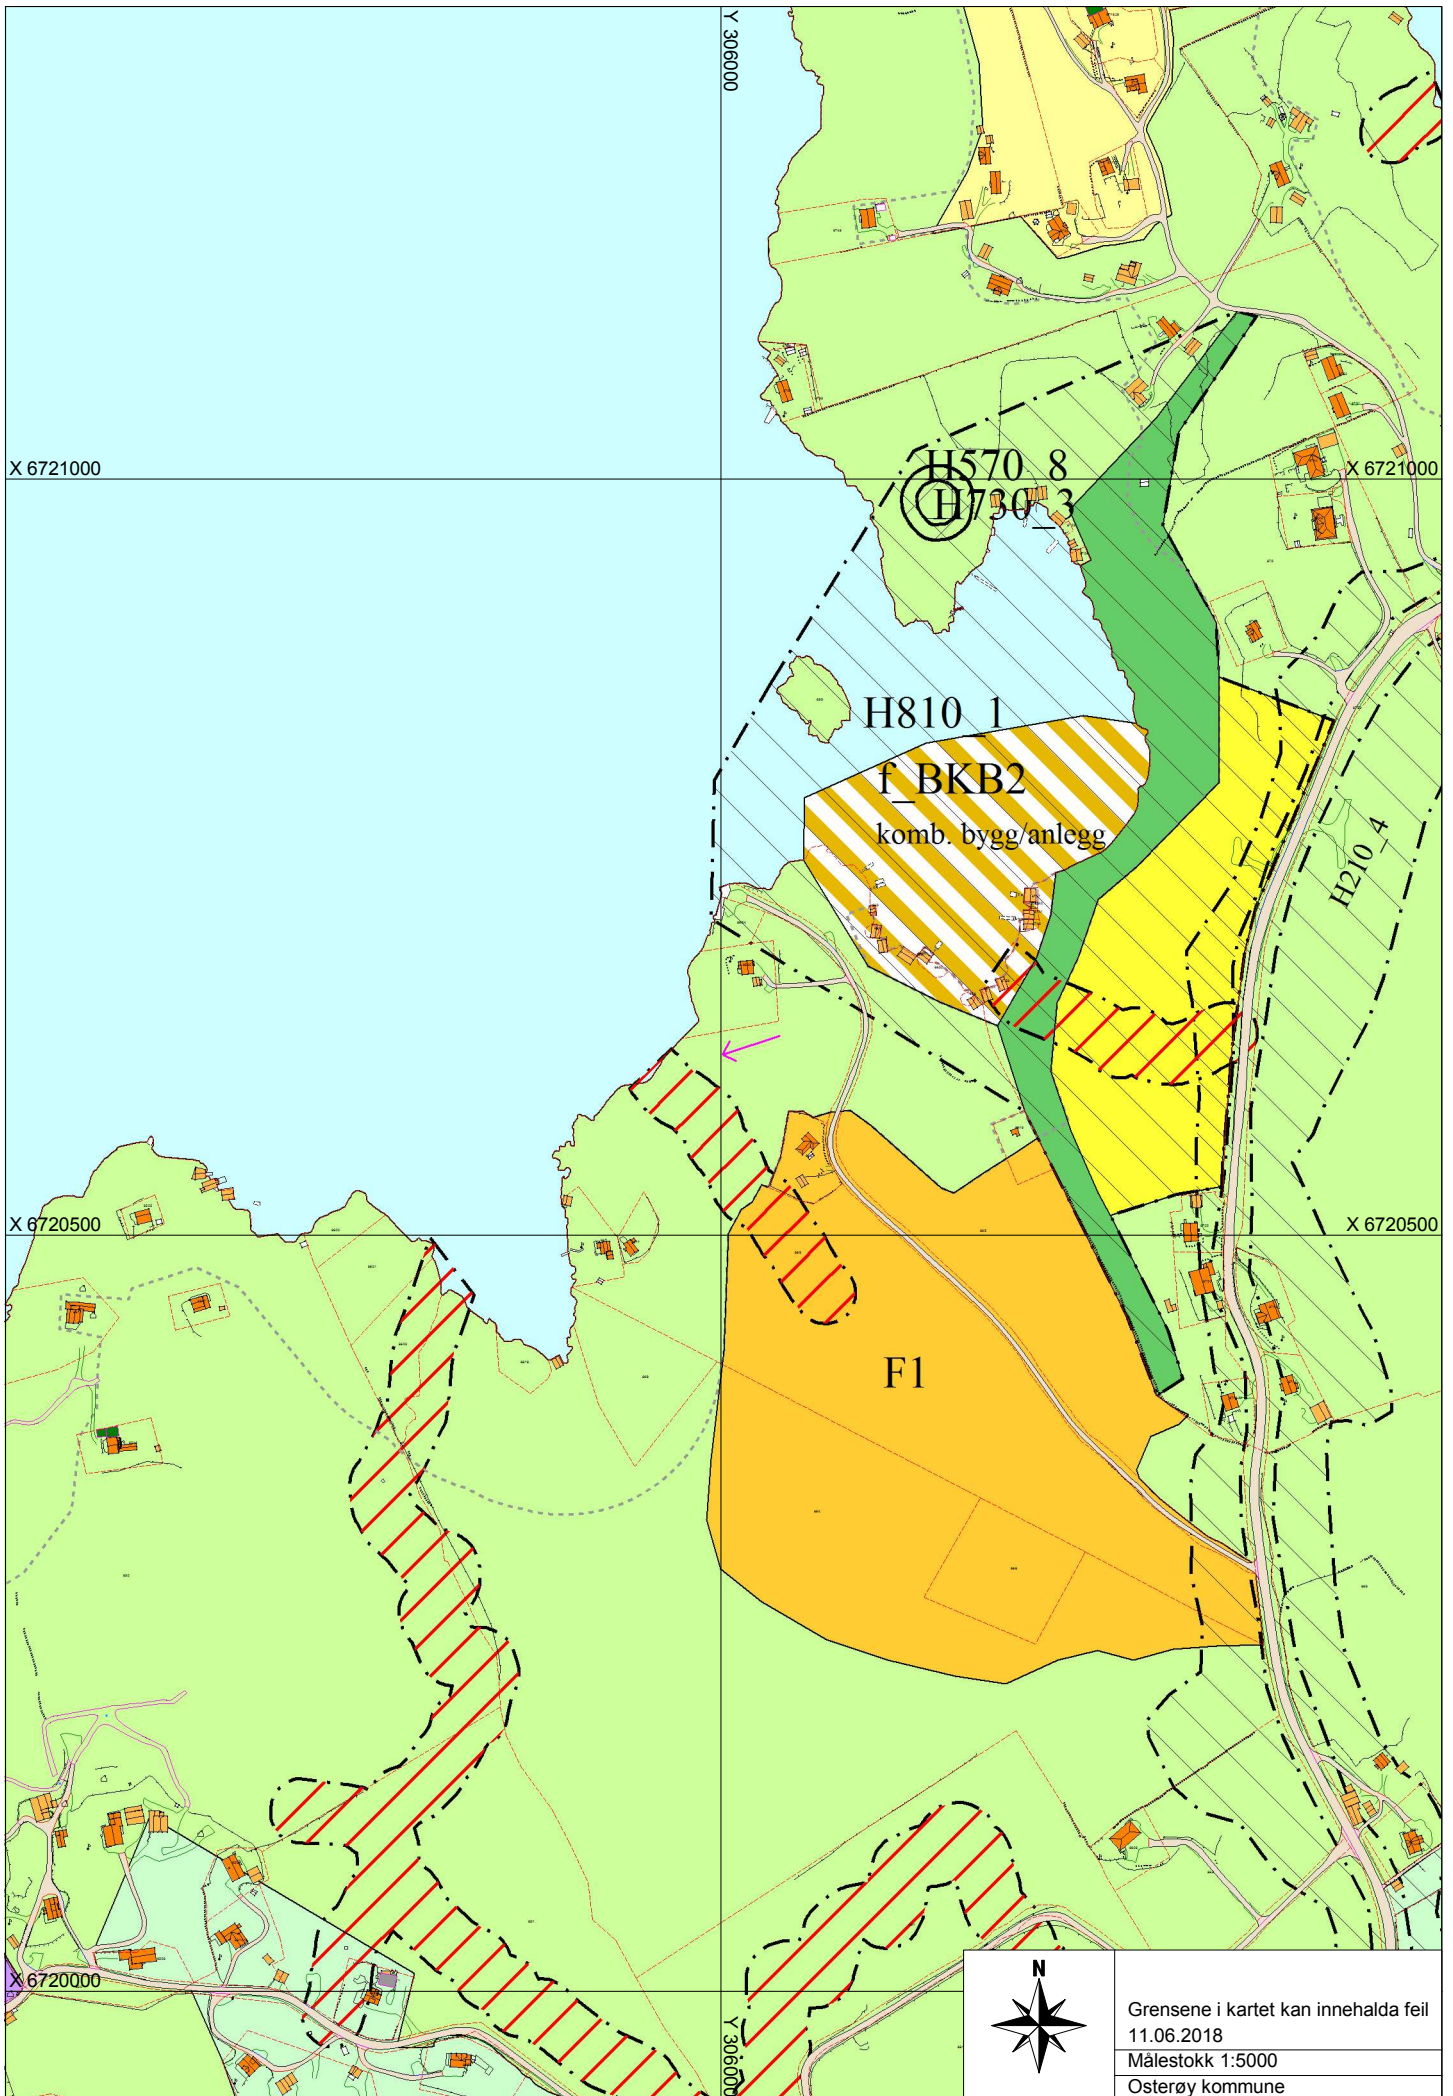 Y 306000
X 6721000
H570_8
X 6721000
H730_3
H810_1
f_BKB2
komb. bygg/anlegg
H210_4
X 6720500
X 6720500
F1
X 6720000
Y 306000
N
Grensene i kartet kan innehalda feil
11.06.2018
Målestokk 1:5000
Osterøy kommune